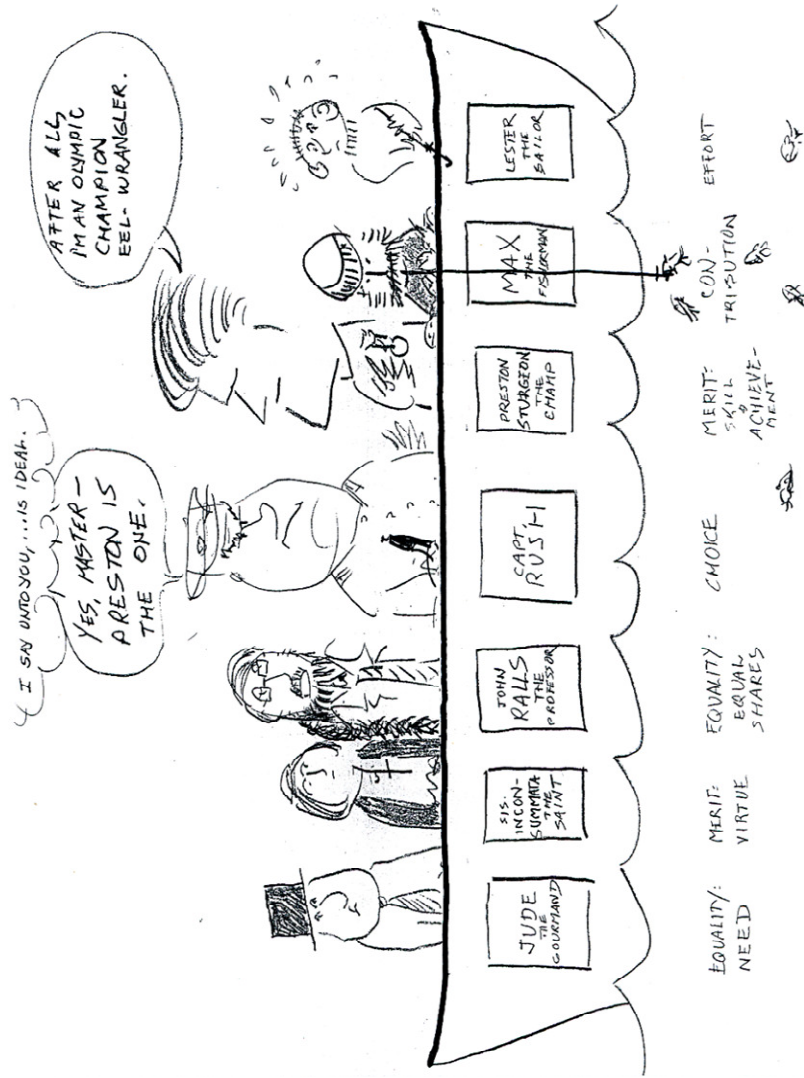 I SAY UNTO YOU, ... IS IDEAL.
YES, MASTER —
PRESTON IS
THE ONE.
AFTER ALL,
I'M AN OLYMPIC
CHAMPION
EEL-WRANGLER.
JUDE
THE
GOURMAND
SIS.
INCON-
SUMMATA
THE
SAINT
JOHN
RALLS
THE
PROFESSOR
CAPT.
RUSH
PRESTON
STURGEON
THE
CHAMP
MAX
THE
FISHERMAN
LESTER
THE
SAILOR
EQUALITY:
NEED
MERIT:
VIRTUE
EQUALITY:
EQUAL
SHARES
CHOICE
MERIT:
SKILL
&
ACHIEVE-
MENT
CON-
TRIBUTION
EFFORT